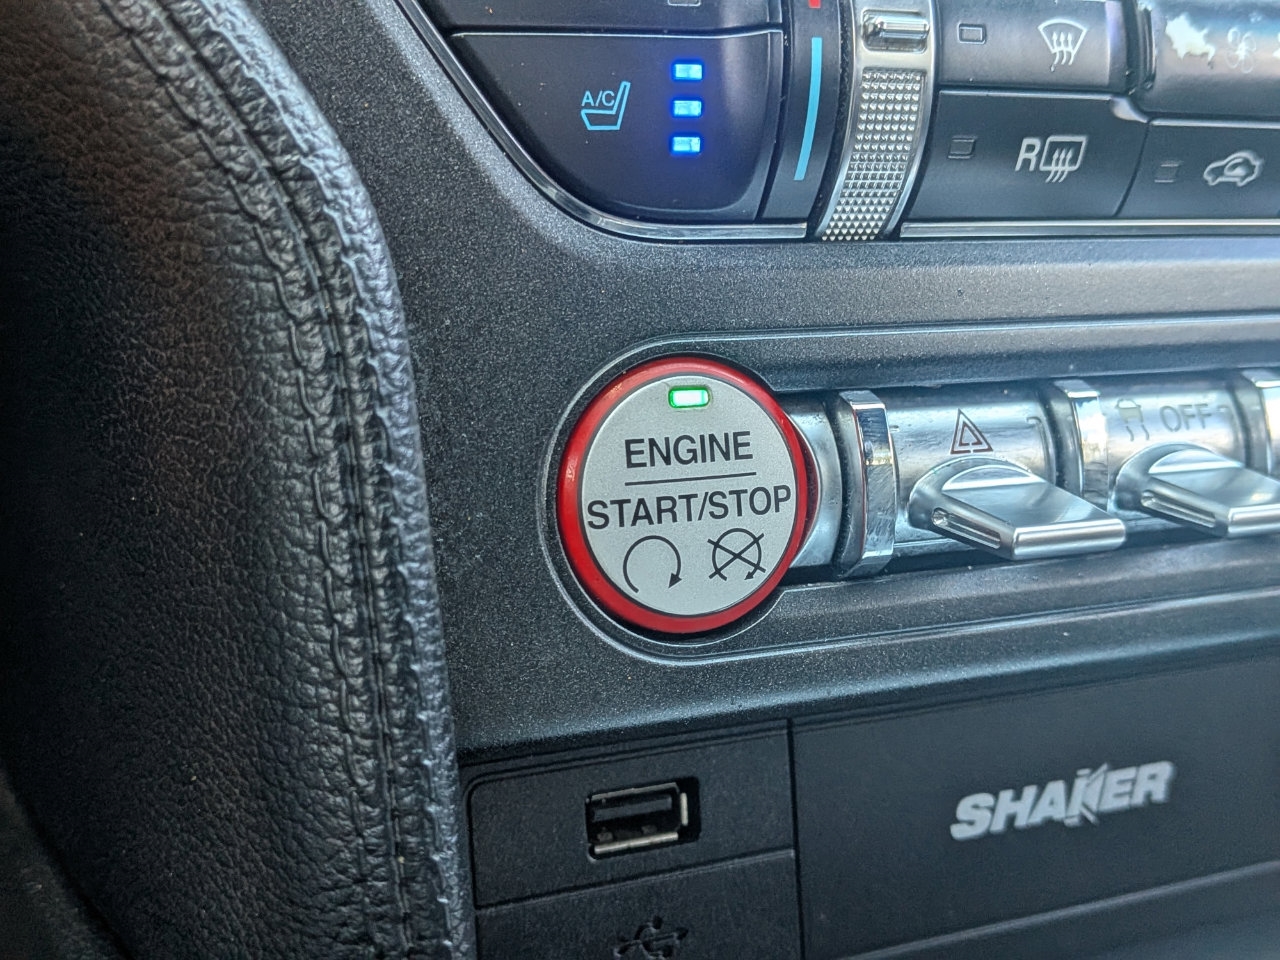 A/C
R
ENGINE
START/STOP
OFF
SHAKER